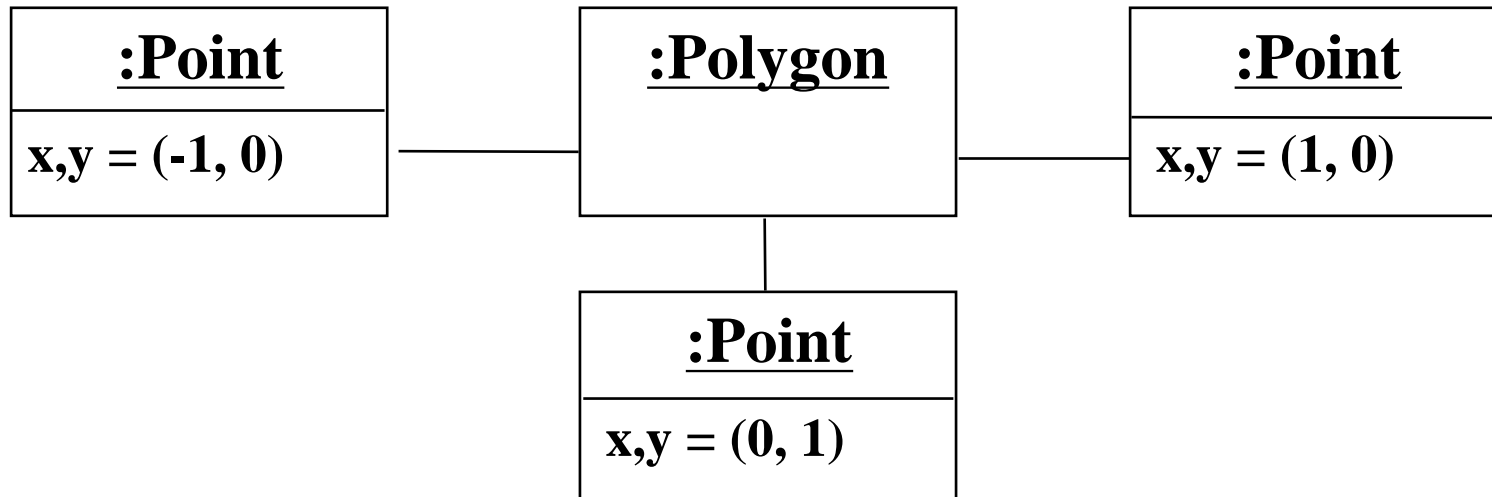 :Point
x,y = (-1, 0)
:Polygon
:Point
x,y = (1, 0)
:Point
x,y = (0, 1)